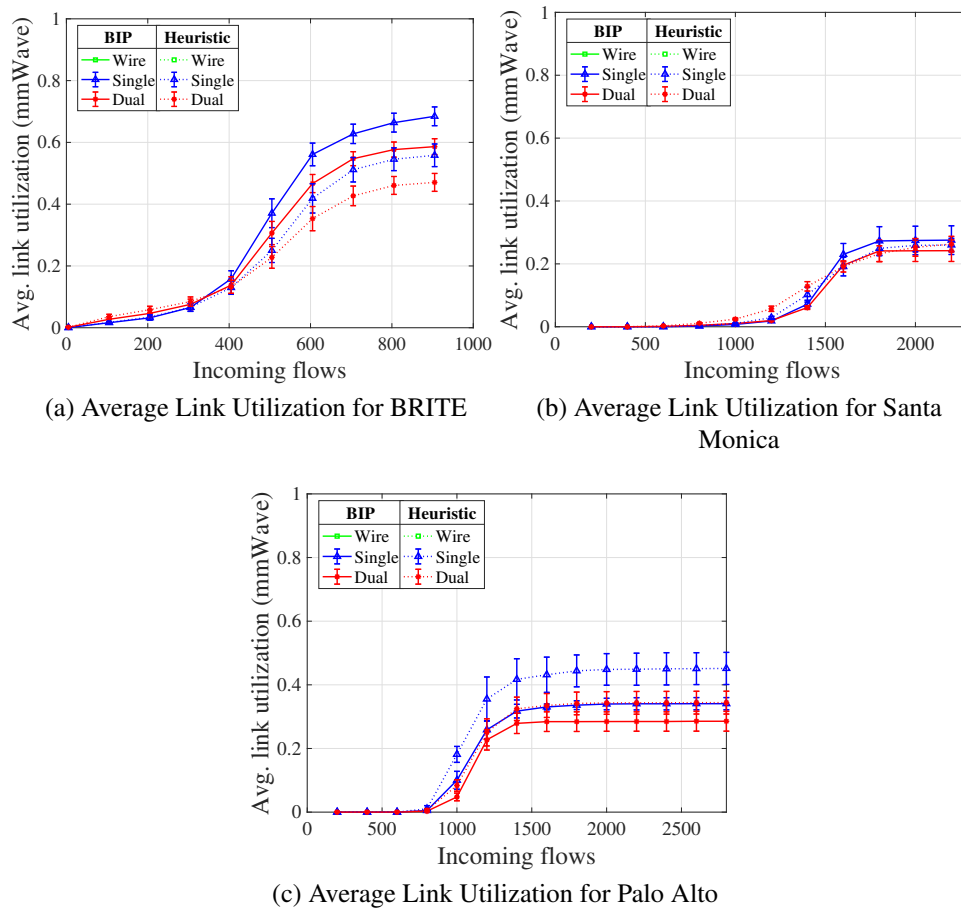 Avg. link utilization (mmWave)
1
0.8
0.6
0.4
0.2
0
BIP Heuristic
Wire Wire
Single Single
Dual Dual
0 200 400 600 800 1000
Incoming flows
(a) Average Link Utilization for BRITE
Avg. link utilization (mmWave)
1
0.8
0.6
0.4
0.2
0
BIP Heuristic
Wire Wire
Single Single
Dual Dual
0 500 1000 1500 2000
Incoming flows
(b) Average Link Utilization for Santa
Monica
Avg. link utilization (mmWave)
1
0.8
0.6
0.4
0.2
0
BIP Heuristic
Wire Wire
Single Single
Dual Dual
0 500 1000 1500 2000 2500
Incoming flows
(c) Average Link Utilization for Palo Alto